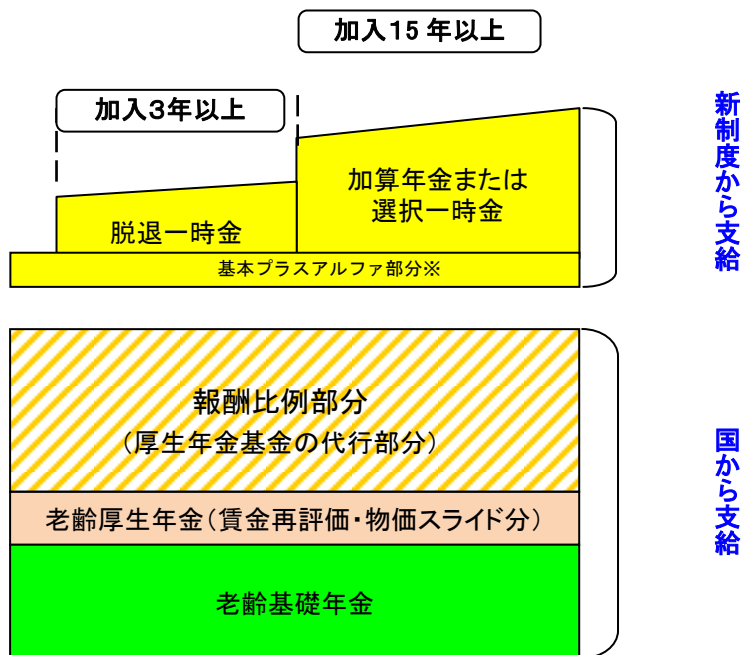 加入15年以上
加入3年以上
加算年金または
選択一時金
脱退一時金
基本プラスアルファ部分※
新制度から支給
報酬比例部分
（厚生年金基金の代行部分）
老齢厚生年金（賃金再評価・物価スライド分）
老齢基礎年金
国から支給